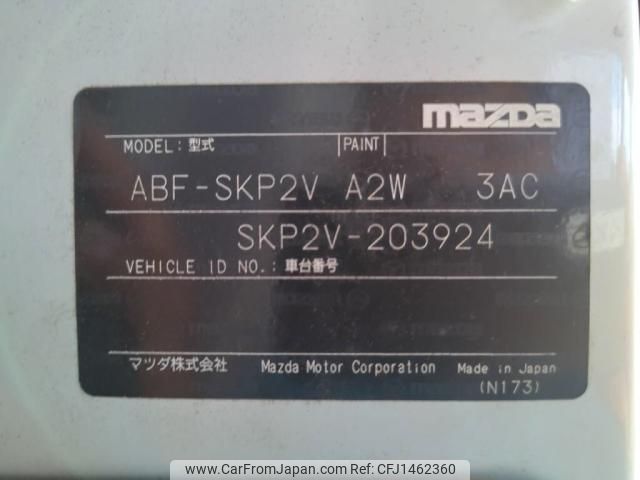 mazda
MODEL: 型式 PAINT
ABF-SKP2V A2W 3AC
SKP2V-203924
VEHICLE ID NO.: 車台番号
マツダ株式会社 Mazda Motor Corporation Made in Japan
(N173)
www.CarFromJapan.com | CFJ1462360